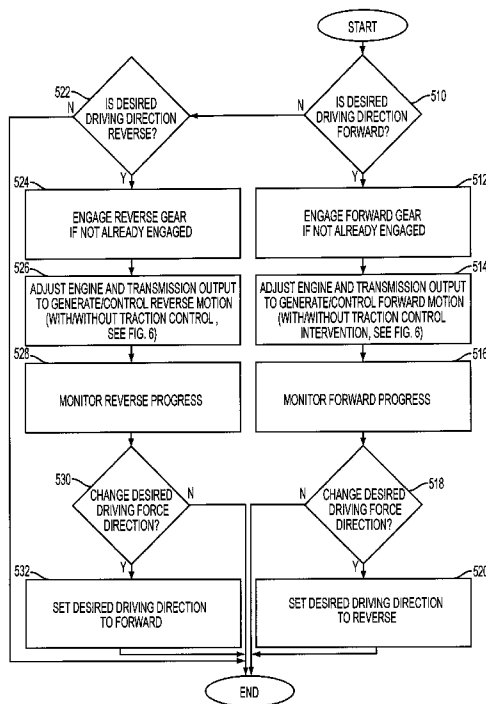 START
522
IS DESIRED
DRIVING DIRECTION
REVERSE?
N
Y
510
IS DESIRED
DRIVING DIRECTION
FORWARD?
N
Y
524
ENGAGE REVERSE GEAR
IF NOT ALREADY ENGAGED
512
ENGAGE FORWARD GEAR
IF NOT ALREADY ENGAGED
526
ADJUST ENGINE AND TRANSMISSION OUTPUT
TO GENERATE/CONTROL REVERSE MOTION
(WITH/WITHOUT TRACTION CONTROL ,
SEE FIG. 6)
514
ADJUST ENGINE AND TRANSMISSION OUTPUT
TO GENERATE/CONTROL FORWARD MOTION
(WITH/WITHOUT TRACTION CONTROL
INTERVENTION, SEE FIG. 6)
528
MONITOR REVERSE PROGRESS
516
MONITOR FORWARD PROGRESS
530
CHANGE DESIRED
DRIVING FORCE
DIRECTION?
N
Y
518
CHANGE DESIRED
DRIVING FORCE
DIRECTION?
N
Y
532
SET DESIRED DRIVING DIRECTION
TO FORWARD
520
SET DESIRED DRIVING DIRECTION
TO REVERSE
END